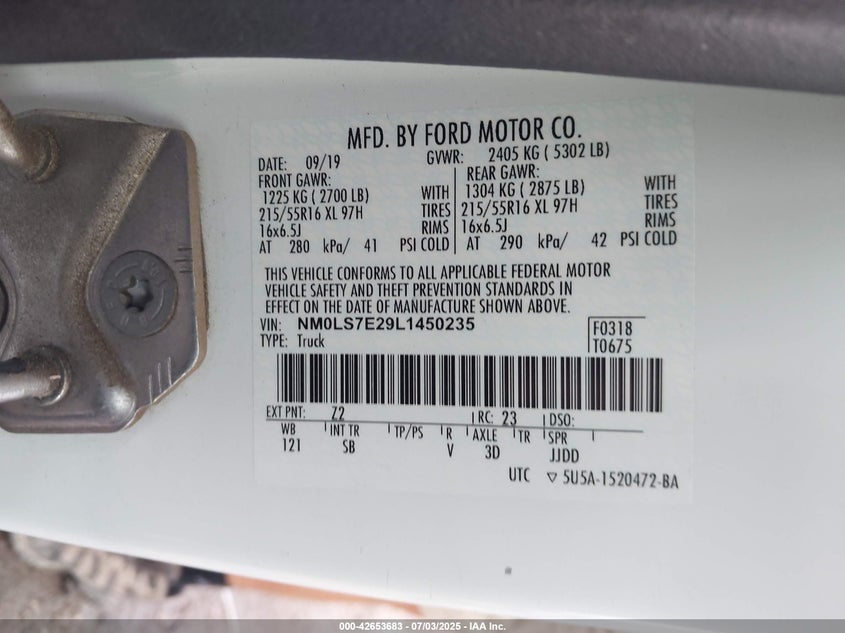 MFD. BY FORD MOTOR CO.
DATE: 09/19 GVWR: 2405 KG ( 5302 LB)
FRONT GAWR: REAR GAWR:
1225 KG ( 2700 LB) WITH 1304 KG ( 2875 LB) WITH
215/55R16 XL 97H TIRES 215/55R16 XL 97H TIRES
16x6.5J RIMS 16x6.5J RIMS
AT 280 kPa/ 41 PSI COLD AT 290 kPa/ 42 PSI COLD
THIS VEHICLE CONFORMS TO ALL APPLICABLE FEDERAL MOTOR
VEHICLE SAFETY AND THEFT PREVENTION STANDARDS IN
EFFECT ON THE DATE OF MANUFACTURE SHOWN ABOVE.
VIN: NM0LS7E29L1450235 F0318
TYPE: Truck T0675
EXT PNT: Z2 RC: 23 DSO:
WB INT TR TP/PS R AXLE TR SPR
121 SB V 3D JJDD
UTC ▽ 5U5A-1520472-BA
000-42653683 - 07/03/2025 - IAA Inc.